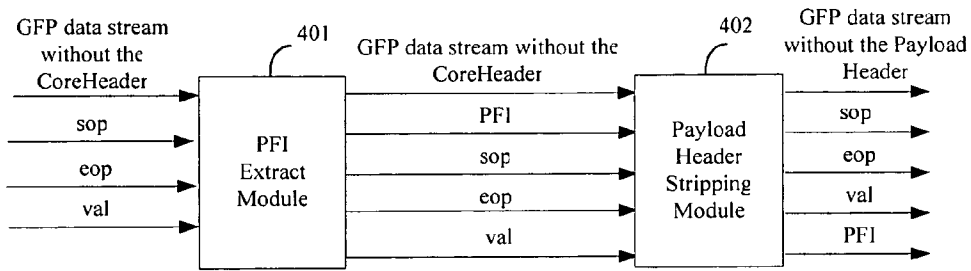 GFP data stream
without the
CoreHeader
sop
eop
val
401
PFI
Extract
Module
GFP data stream without the
CoreHeader
PFI
sop
eop
val
402
Payload
Header
Stripping
Module
GFP data stream
without the Payload
Header
sop
eop
val
PFI